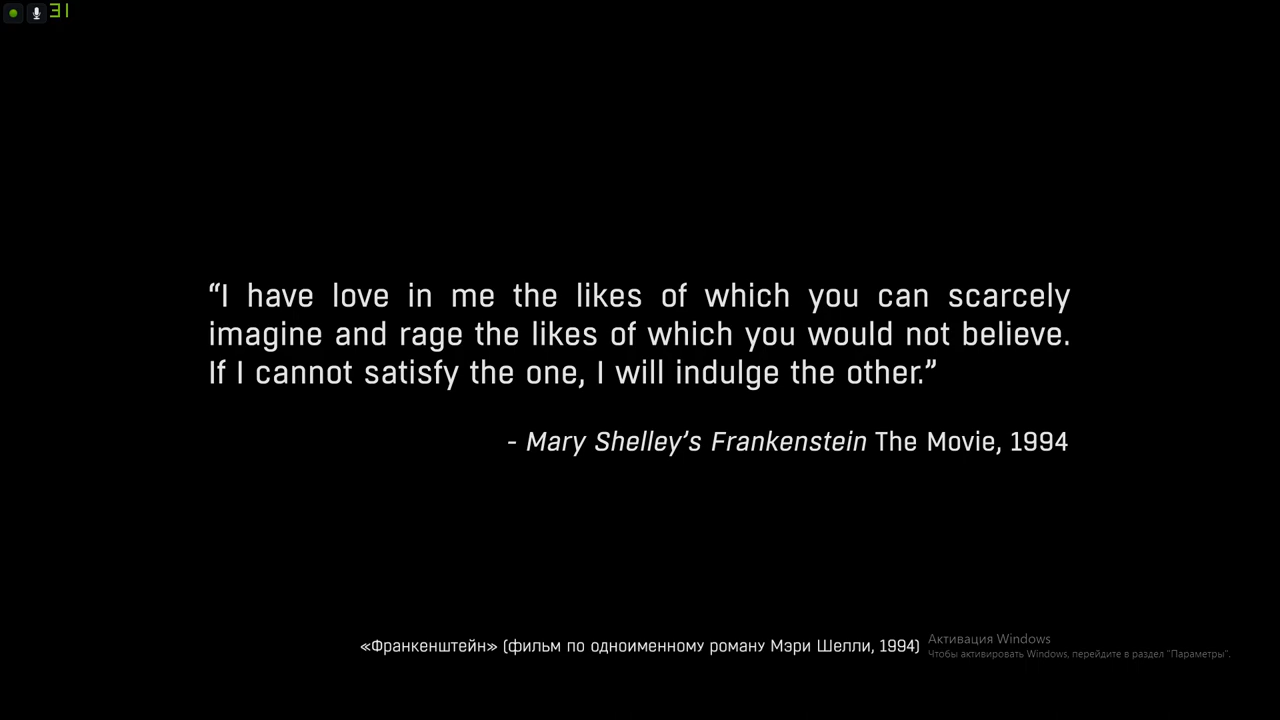 31
“I have love in me the likes of which you can scarcely
imagine and rage the likes of which you would not believe.
If I cannot satisfy the one, I will indulge the other.”
- Mary Shelley’s Frankenstein The Movie, 1994
«Франкенштейн» (фильм по одноименному роману Мэри Шелли, 1994)
Активация Windows
Чтобы активировать Windows, перейдите в раздел "Параметры".